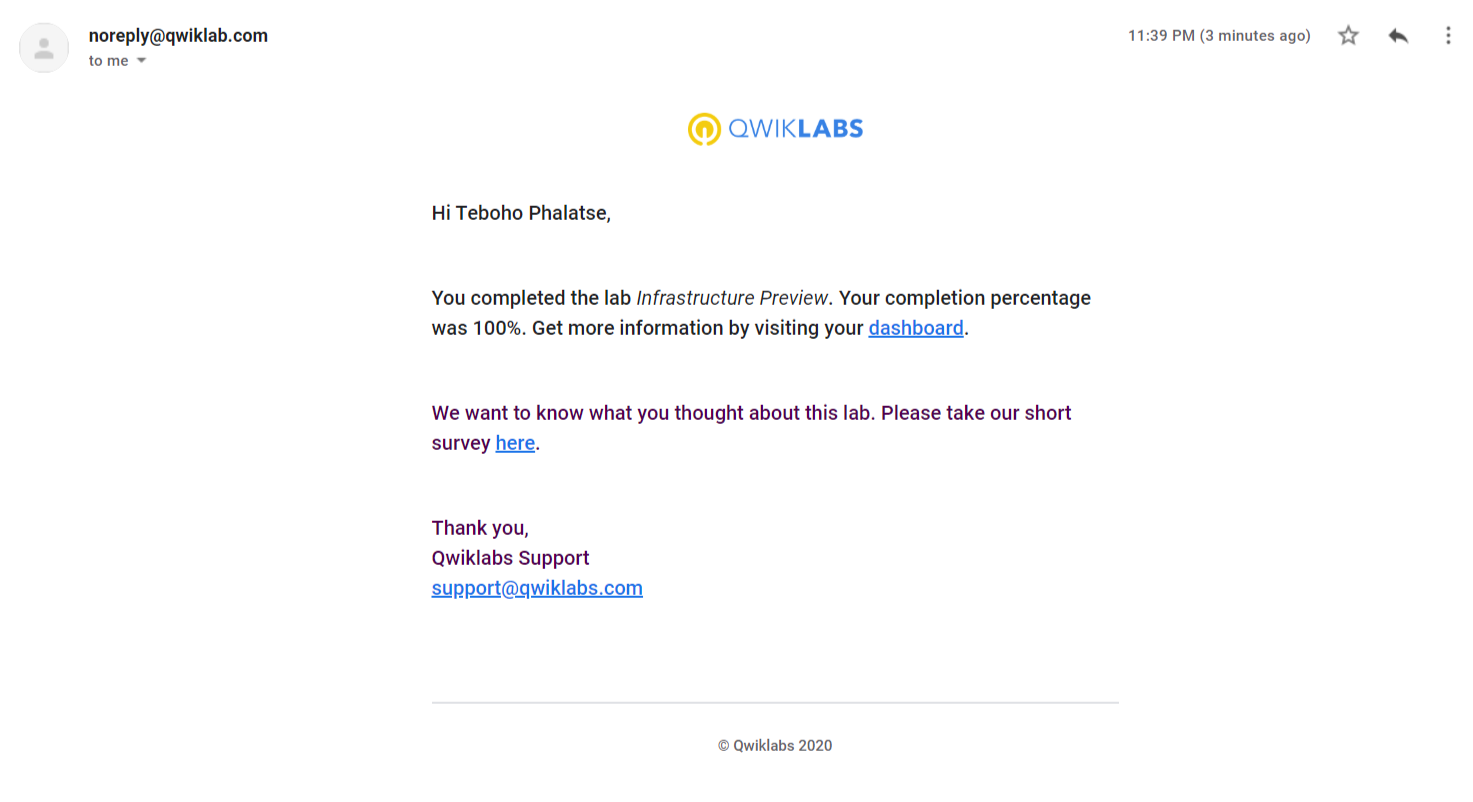 noreply@qwiklab.com
11:39 PM (3 minutes ago)
to me
QWIKLABS
Hi Teboho Phalatse,
You completed the lab Infrastructure Preview. Your completion percentage
was 100%. Get more information by visiting your dashboard.
We want to know what you thought about this lab. Please take our short
survey here.
Thank you,
Qwiklabs Support
support@qwiklabs.com
© Qwiklabs 2020